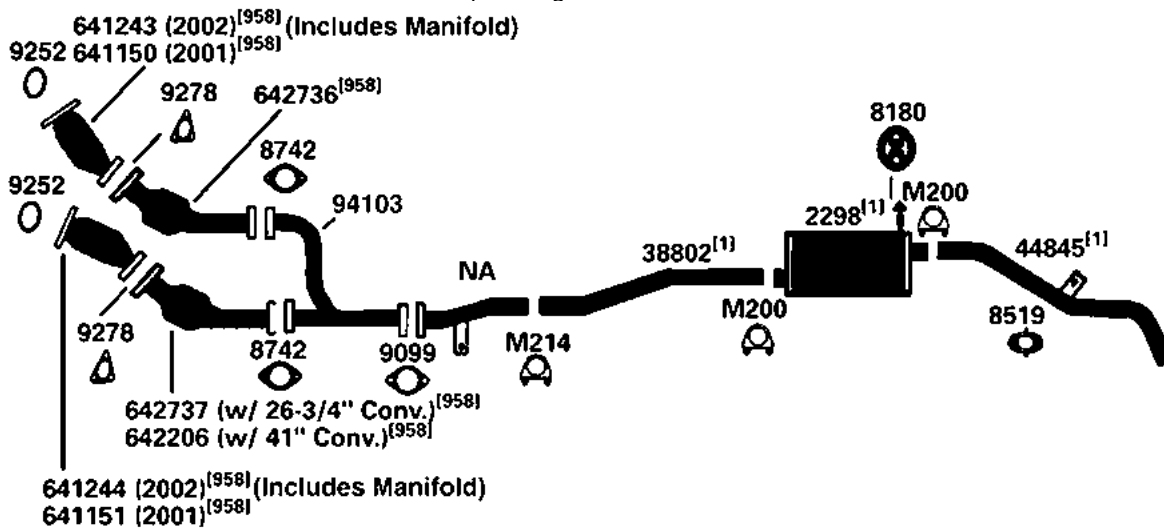 641243 (2002)[958] (Includes Manifold)
9252 641150 (2001)[958]
9278
642736[958]
8742
9252
94103
8180
M200
2298[1]
38802[1]
44845[1]
NA
M200
8519
9278
8742
9099
M214
642737 (w/ 26-3/4" Conv.)[958]
642206 (w/ 41" Conv.)[958]
641244 (2002)[958] (Includes Manifold)
641151 (2001)[958]